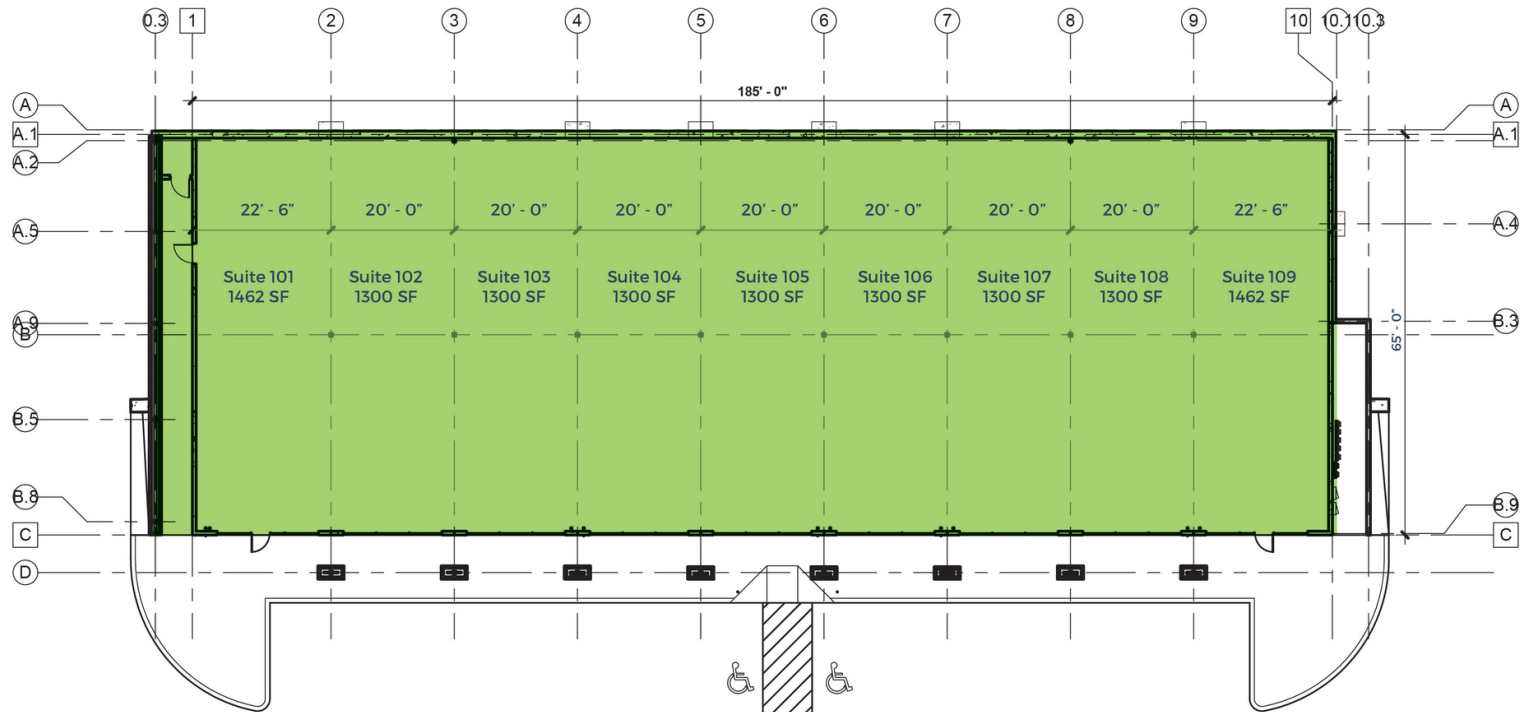 0.3 1 2 3 4 5 6 7 8 9 10 10.1 10.3
185' - 0"
A A
A.1 A.1
A.2
22' - 6" 20' - 0" 20' - 0" 20' - 0" 20' - 0" 20' - 0" 20' - 0" 20' - 0" 22' - 6"
A.5 A.4
Suite 101 Suite 102 Suite 103 Suite 104 Suite 105 Suite 106 Suite 107 Suite 108 Suite 109
1462 SF 1300 SF 1300 SF 1300 SF 1300 SF 1300 SF 1300 SF 1300 SF 1462 SF
A.9 B.3
B
65' - 0"
B.5
B.8 B.9
C C
D